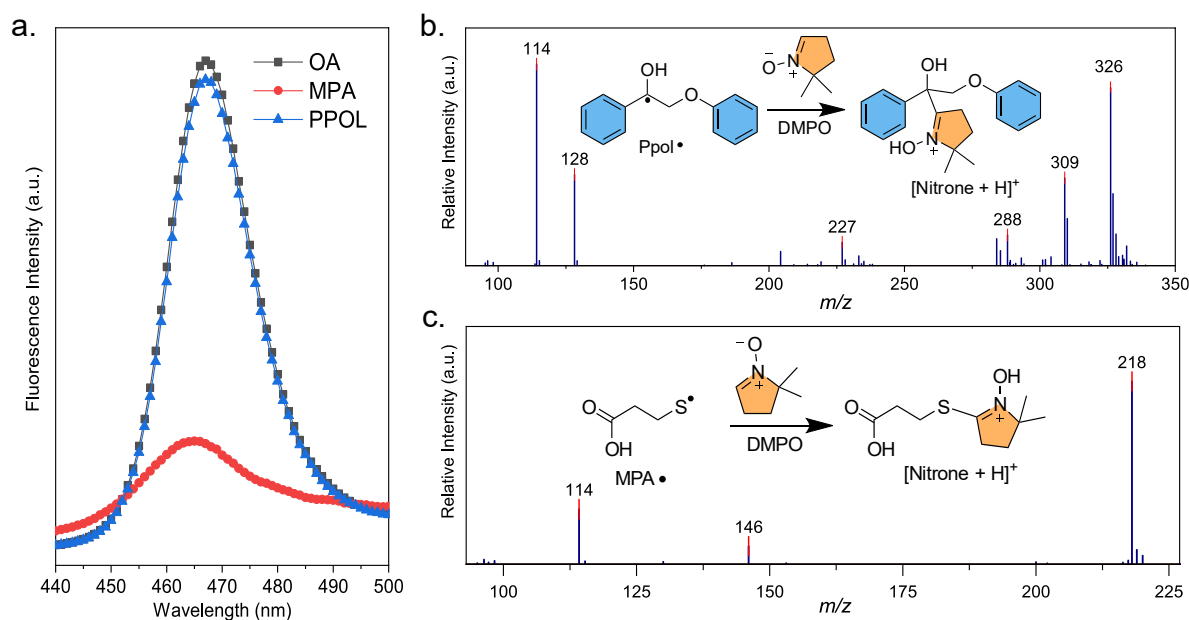 a.
OA
MPA
PPOL
Fluorescence Intensity (a.u.)
440 450 460 470 480 490 500
Wavelength (nm)
b.
114
128
227
288
309
326
OH
O
Ppol •
⁻O
N
+
DMPO
OH
O
HO
N
+
[Nitrone + H]⁺
Relative Intensity (a.u.)
100 150 200 250 300 350
m/z
c.
114
146
218
O
OH
S•
MPA •
⁻O
N
+
DMPO
O
OH
S
OH
N
+
[Nitrone + H]⁺
Relative Intensity (a.u.)
100 125 150 175 200 225
m/z